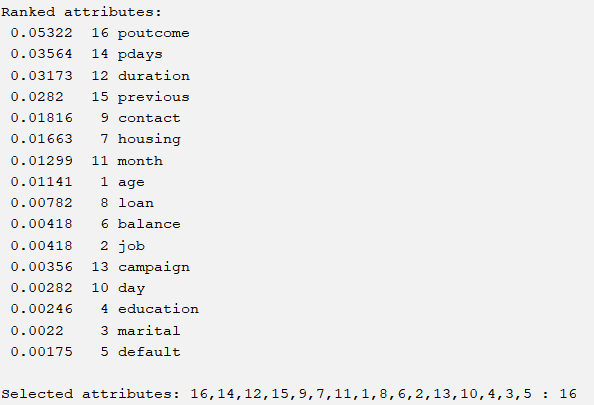 Ranked attributes:
0.05322 16 poutcome
0.03564 14 pdays
0.03173 12 duration
0.0282 15 previous
0.01816 9 contact
0.01663 7 housing
0.01299 11 month
0.01141 1 age
0.00782 8 loan
0.00418 6 balance
0.00418 2 job
0.00356 13 campaign
0.00282 10 day
0.00246 4 education
0.0022 3 marital
0.00175 5 default
Selected attributes: 16,14,12,15,9,7,11,1,8,6,2,13,10,4,3,5 : 16